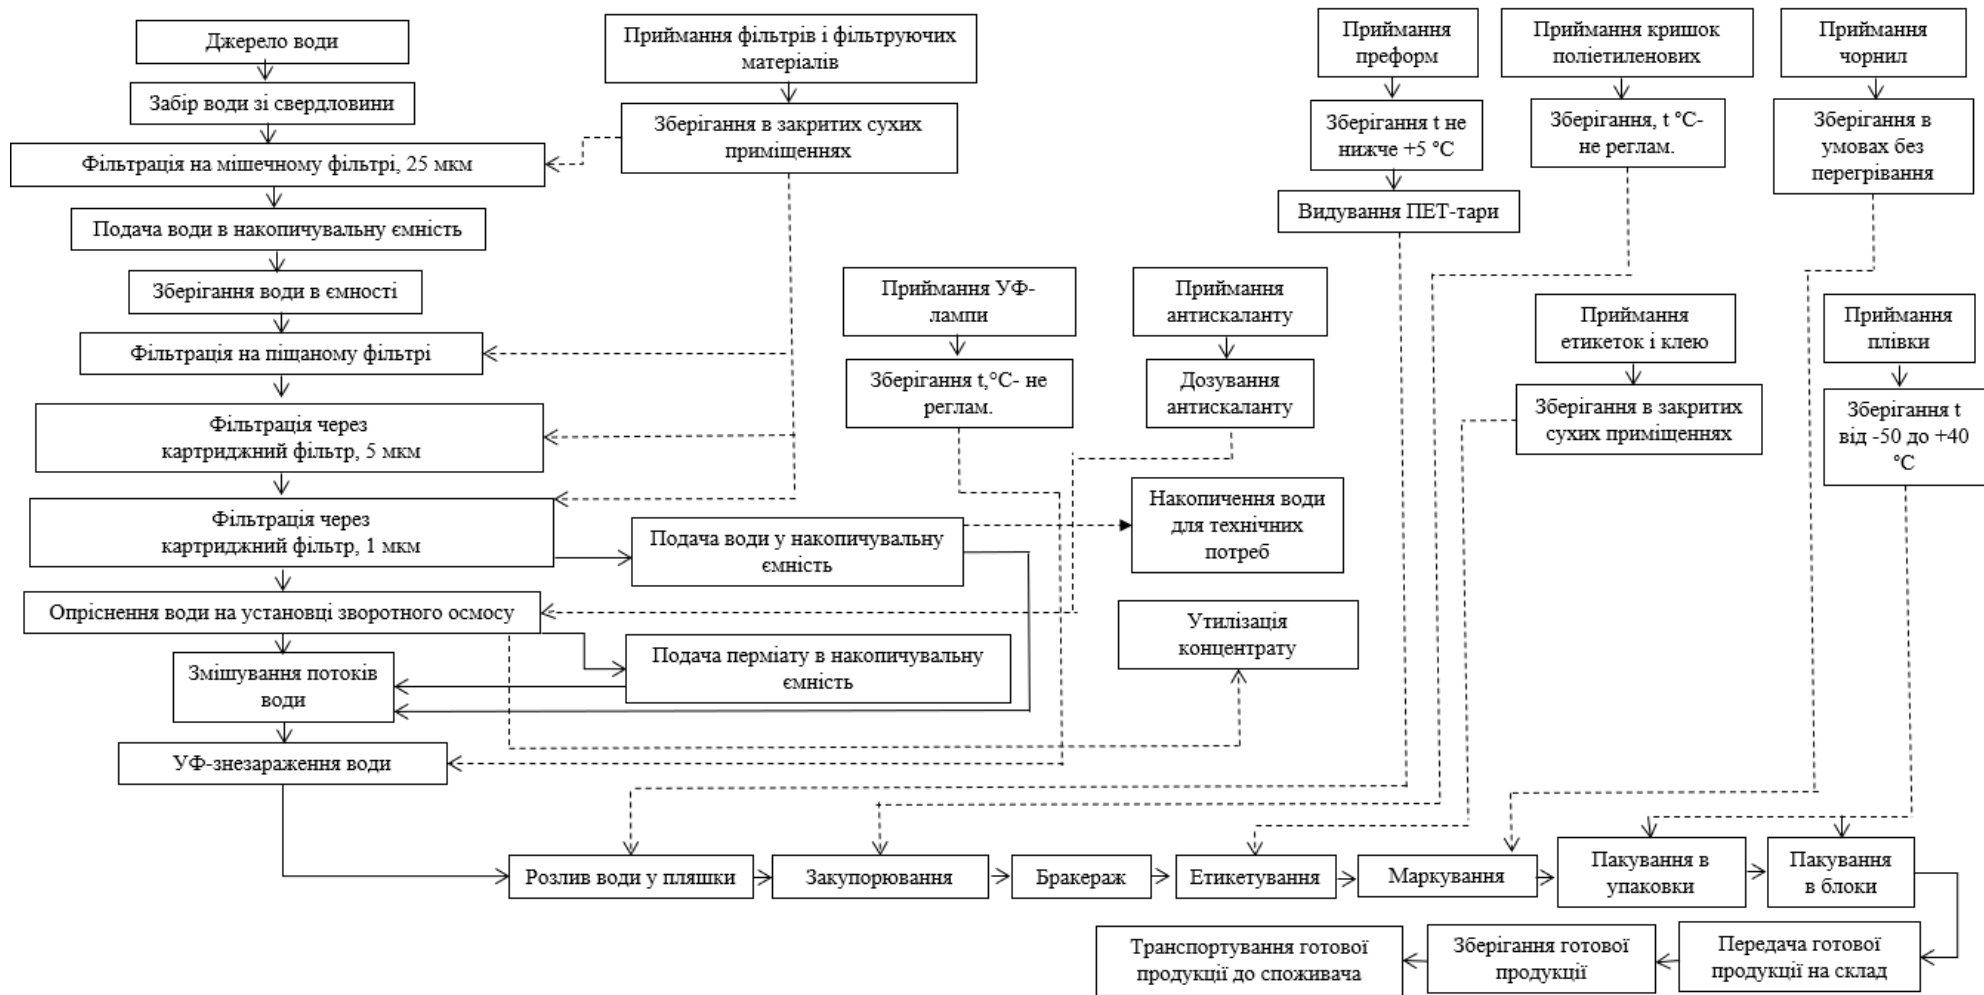 Джерело води
Забір води зі свердловини
Фільтрація на мішечному фільтрі, 25 мкм
Подача води в накопичувальну ємність
Зберігання води в ємності
Фільтрація на піщаному фільтрі
Фільтрація через
картриджний фільтр, 5 мкм
Фільтрація через
картриджний фільтр, 1 мкм
Опріснення води на установці зворотного осмосу
Змішування потоків
води
УФ-знезараження води
Приймання фільтрів і фільтруючих
матеріалів
Зберігання в закритих сухих
приміщеннях
Подача води у накопичувальну
ємність
Подача перміату в накопичувальну
ємність
Приймання УФ-
лампи
Зберігання t,°С- не
реглам.
Приймання
антискаланту
Дозування
антискаланту
Накопичення води
для технічних
потреб
Утилізація
концентрату
Приймання
преформ
Зберігання t не
нижче +5 °С
Видування ПЕТ-тари
Приймання кришок
поліетиленових
Зберігання, t °С-
не реглам.
Приймання
чорнил
Зберігання в
умовах без
перегрівання
Приймання
етикеток і клею
Зберігання в закритих
сухих приміщеннях
Приймання
плівки
Зберігання t
від -50 до +40
°С
Розлив води у пляшки
Закупорювання
Бракераж
Етикетування
Маркування
Пакування в
упаковки
Пакування
в блоки
Передача готової
продукції на склад
Зберігання готової
продукції
Транспортування готової
продукції до споживача